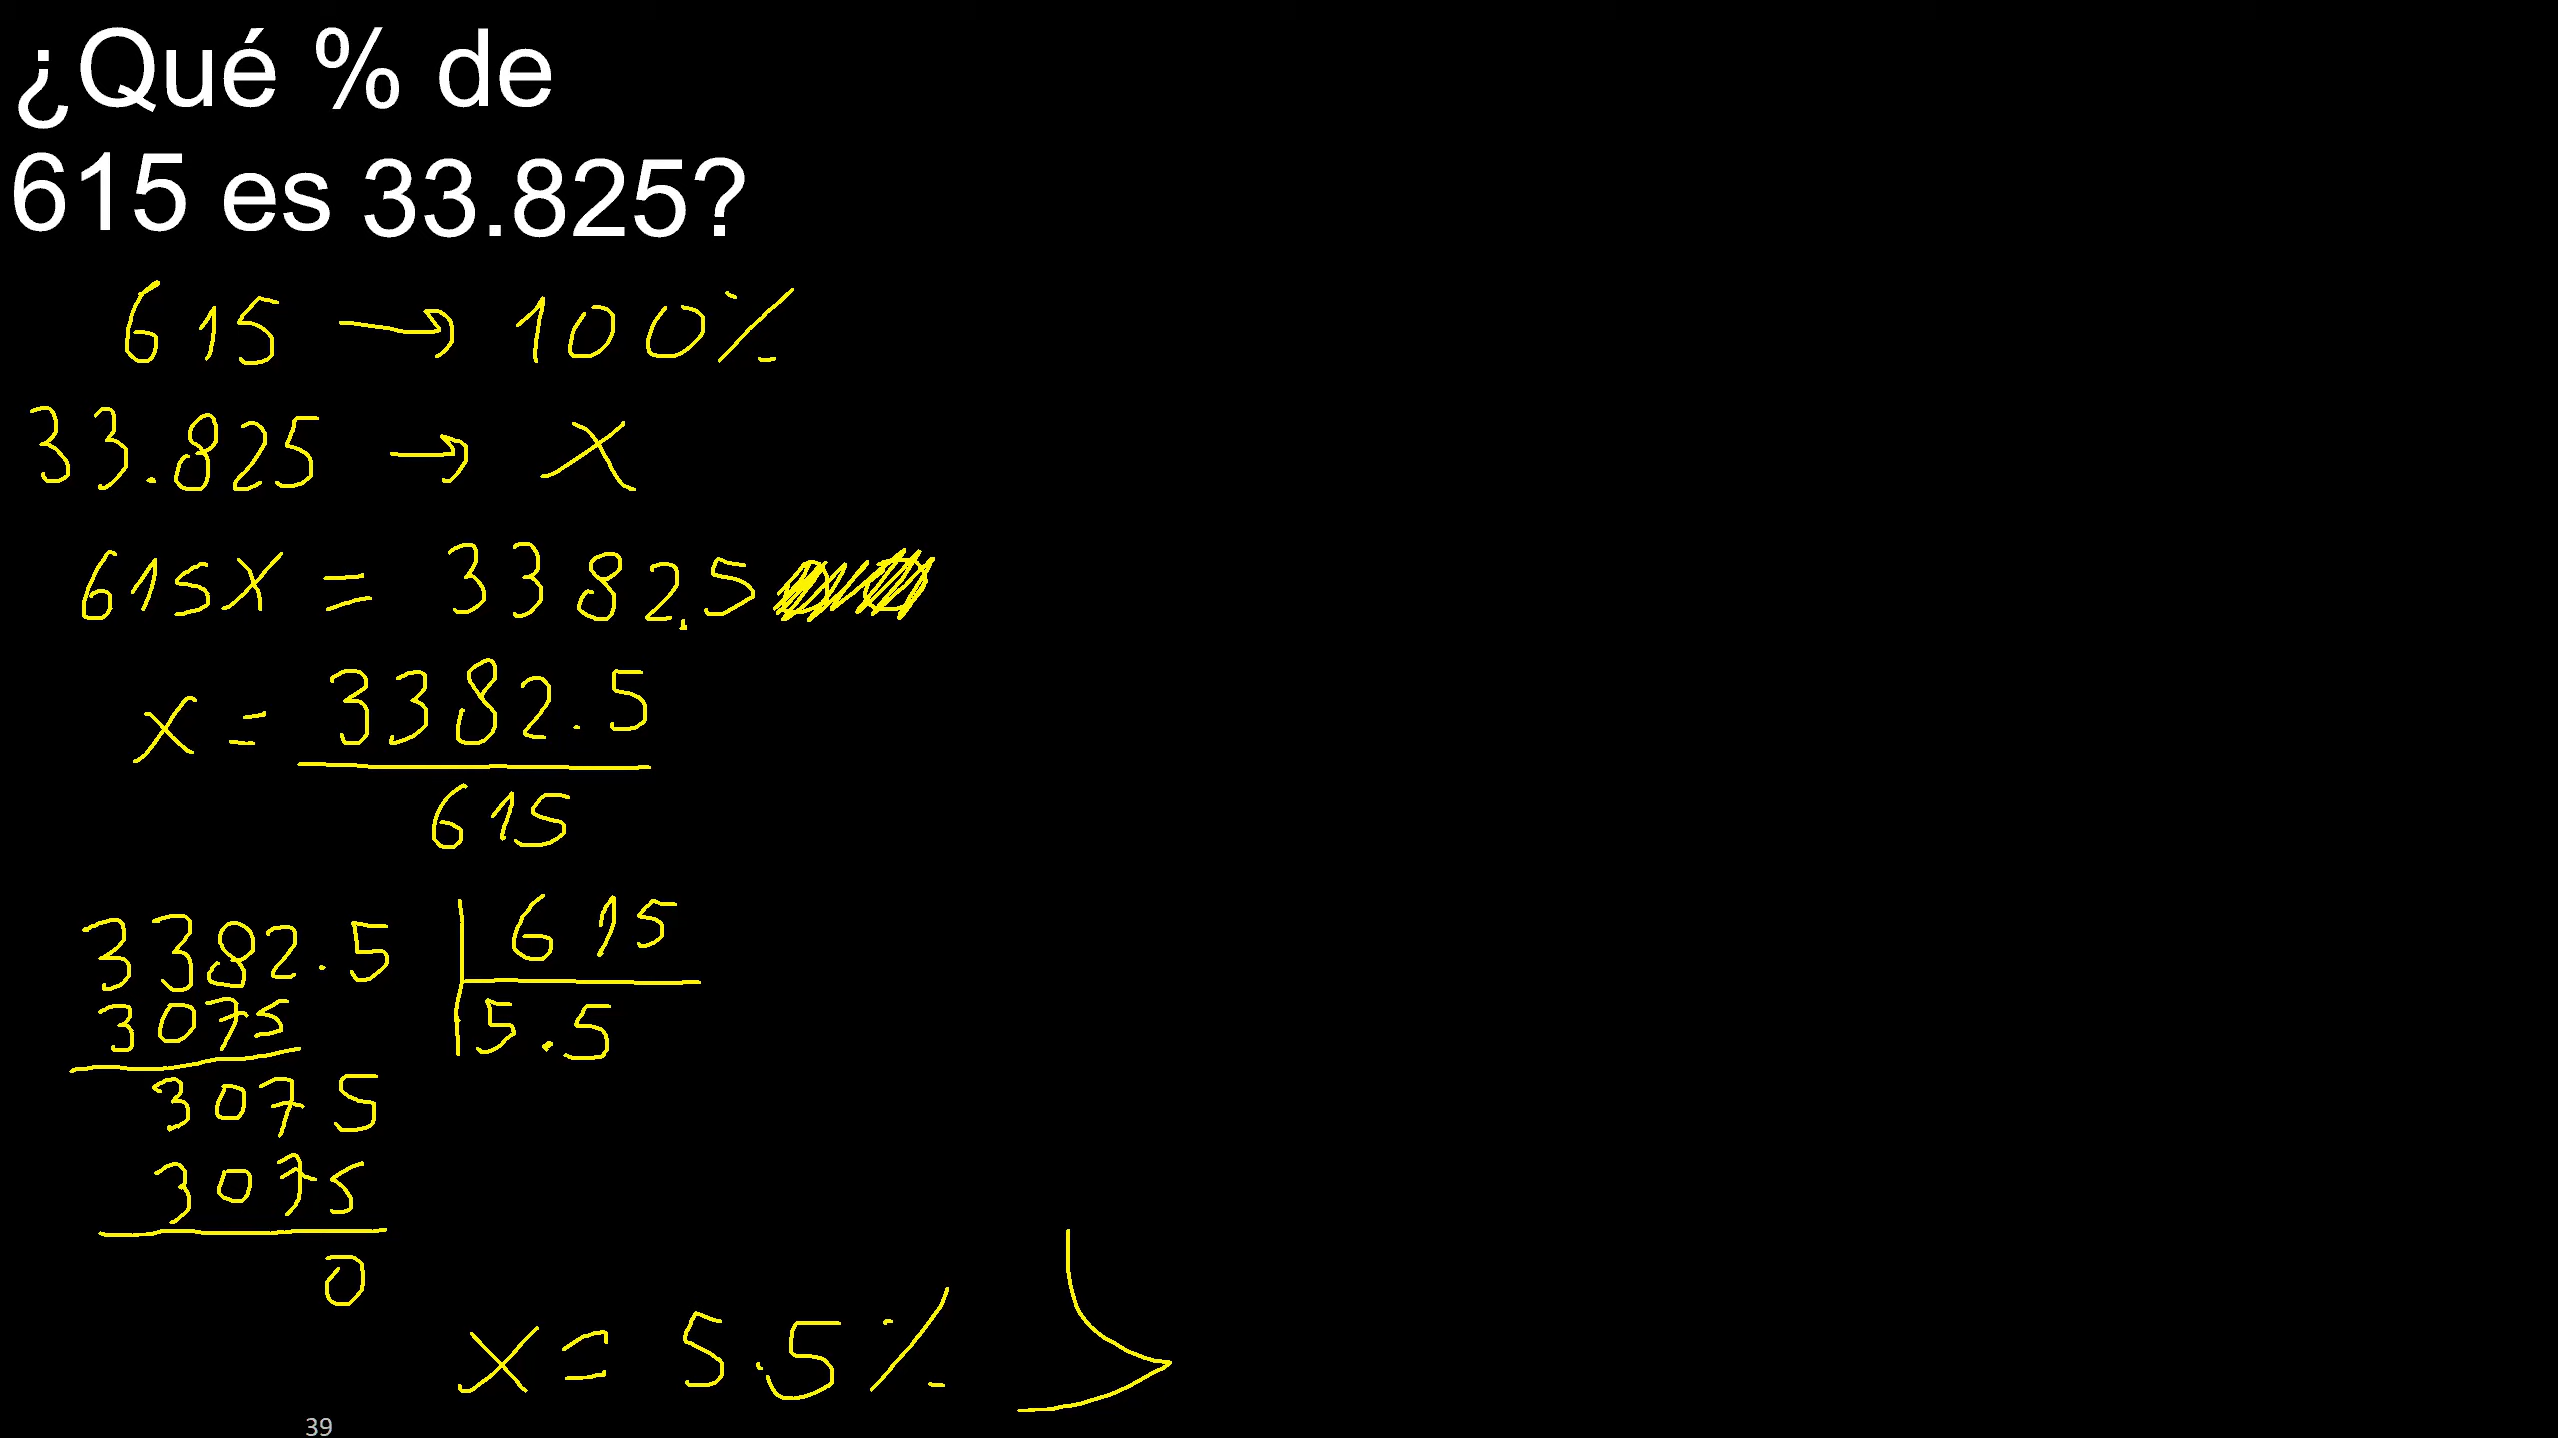 ¿Qué % de
615 es 33.825?
615 → 100%
33.825 → x
615x = 3382.5
x = 3382.5
615
3382.5 615
3075 5.5
3075
3075
0
x = 5.5%
39